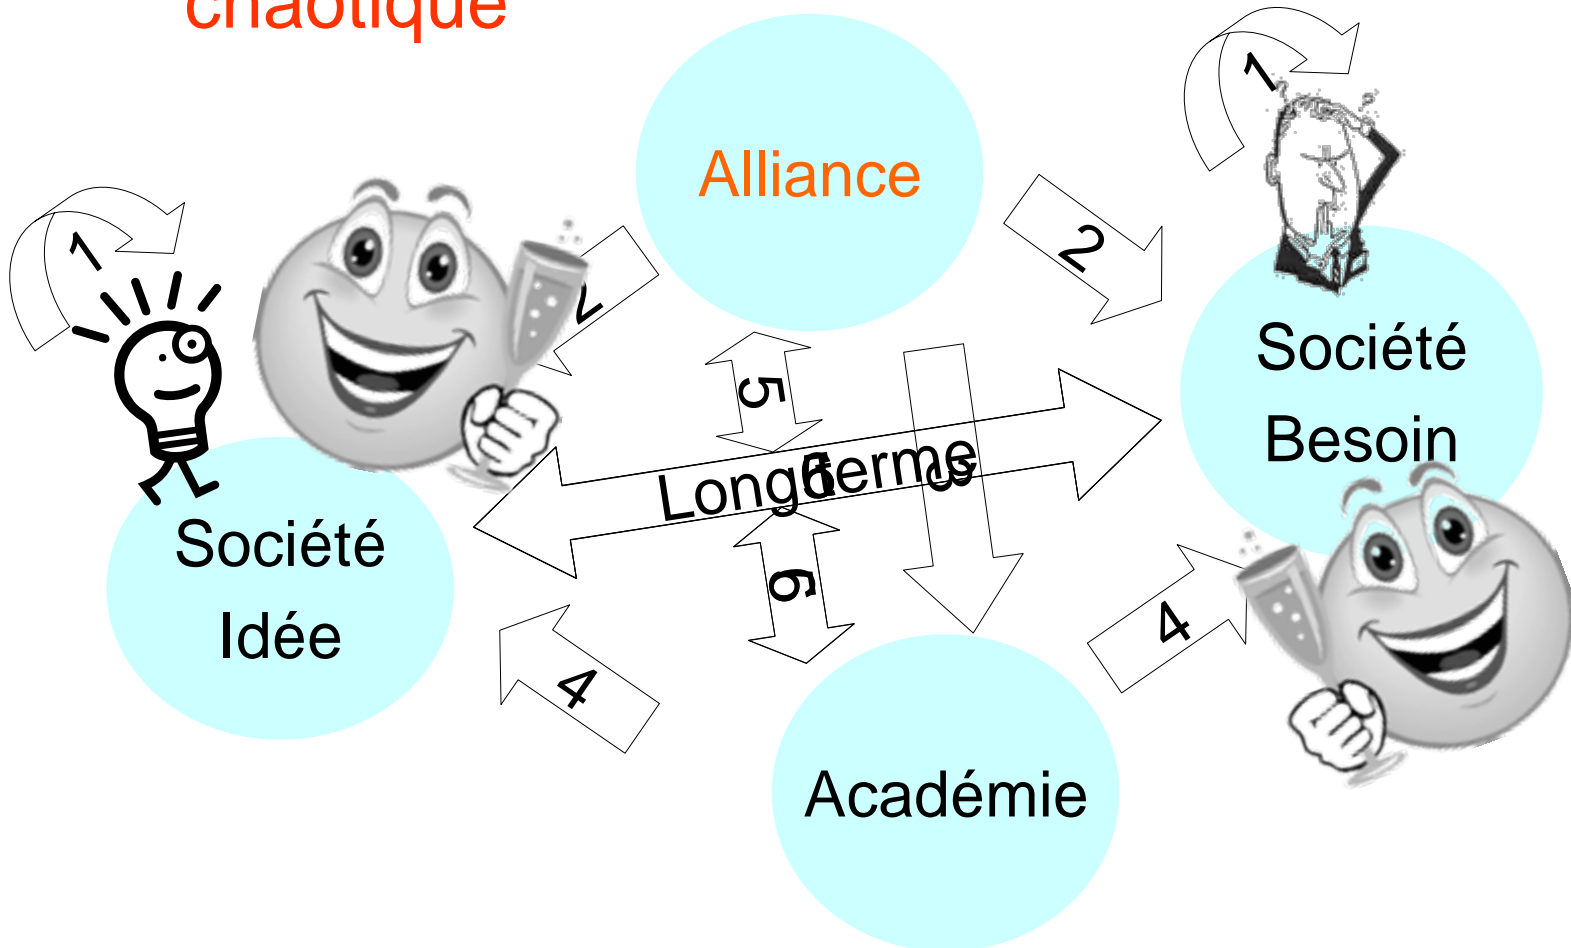 chaotique
1
Alliance
2
1
2
Société
Besoin
5
Long terme
3
6
Société
Idée
4
4
Académie